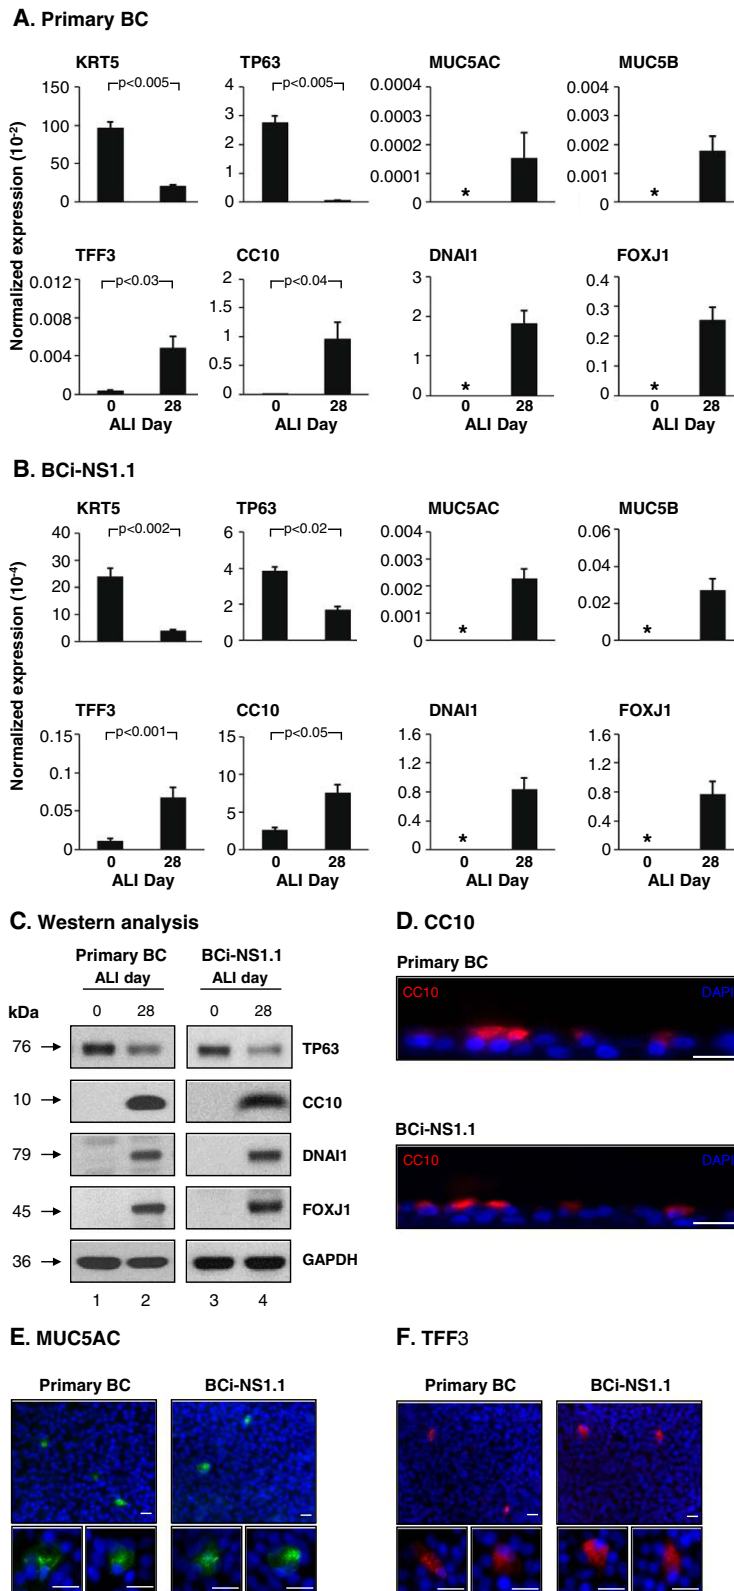 A. Primary BC
KRT5 TP63 MUC5AC MUC5B
Normalized expression (10-2)
150 100 50 0
p<0.005
4 3 2 1 0
p<0.005
0.0004 0.0003 0.0002 0.0001 0
*
0.004 0.003 0.002 0.001 0
*
TFF3 CC10 DNAI1 FOXJ1
0.012 0.008 0.004 0
p<0.03
2 1.5 1 0.5 0
p<0.04
3 2 1 0
*
0.4 0.3 0.2 0.1 0
*
0 28 0 28 0 28 0 28
ALI Day ALI Day ALI Day ALI Day
B. BCi-NS1.1
KRT5 TP63 MUC5AC MUC5B
Normalized expression (10-4)
40 30 20 10 0
p<0.002
6 4 2 0
p<0.02
0.004 0.003 0.002 0.001 0
*
0.06 0.04 0.02 0
*
TFF3 CC10 DNAI1 FOXJ1
0.15 0.1 0.05 0
p<0.001
15 10 5 0
p<0.05
1.6 1.2 0.8 0.4 0
*
1.6 1.2 0.8 0.4 0
*
0 28 0 28 0 28 0 28
ALI Day ALI Day ALI Day ALI Day
C. Western analysis
Primary BC BCi-NS1.1
ALI day ALI day
kDa 0 28 0 28
76 → TP63
10 → CC10
79 → DNAI1
45 → FOXJ1
36 → GAPDH
1 2 3 4
D. CC10
Primary BC
CC10 DAPI
BCi-NS1.1
CC10 DAPI
E. MUC5AC
Primary BC BCi-NS1.1
F. TFF3
Primary BC BCi-NS1.1